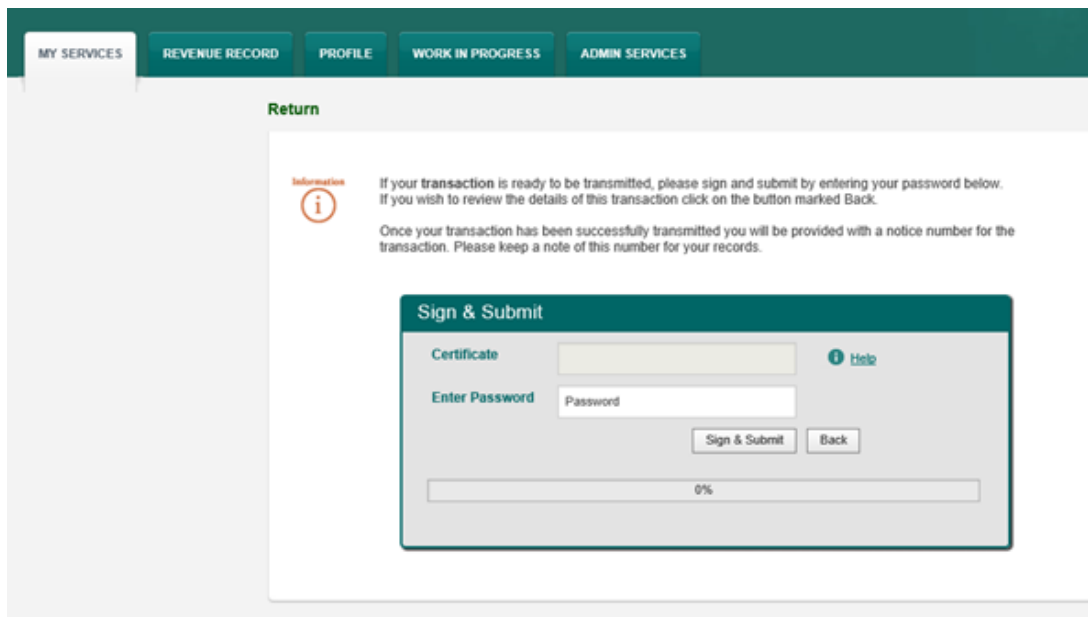 MY SERVICES REVENUE RECORD PROFILE WORK IN PROGRESS ADMIN SERVICES
Return
Information
i
If your transaction is ready to be transmitted, please sign and submit by entering your password below.
If you wish to review the details of this transaction click on the button marked Back.
Once your transaction has been successfully transmitted you will be provided with a notice number for the
transaction. Please keep a note of this number for your records.
Sign & Submit
Certificate i Help
Enter Password Password
Sign & Submit Back
0%